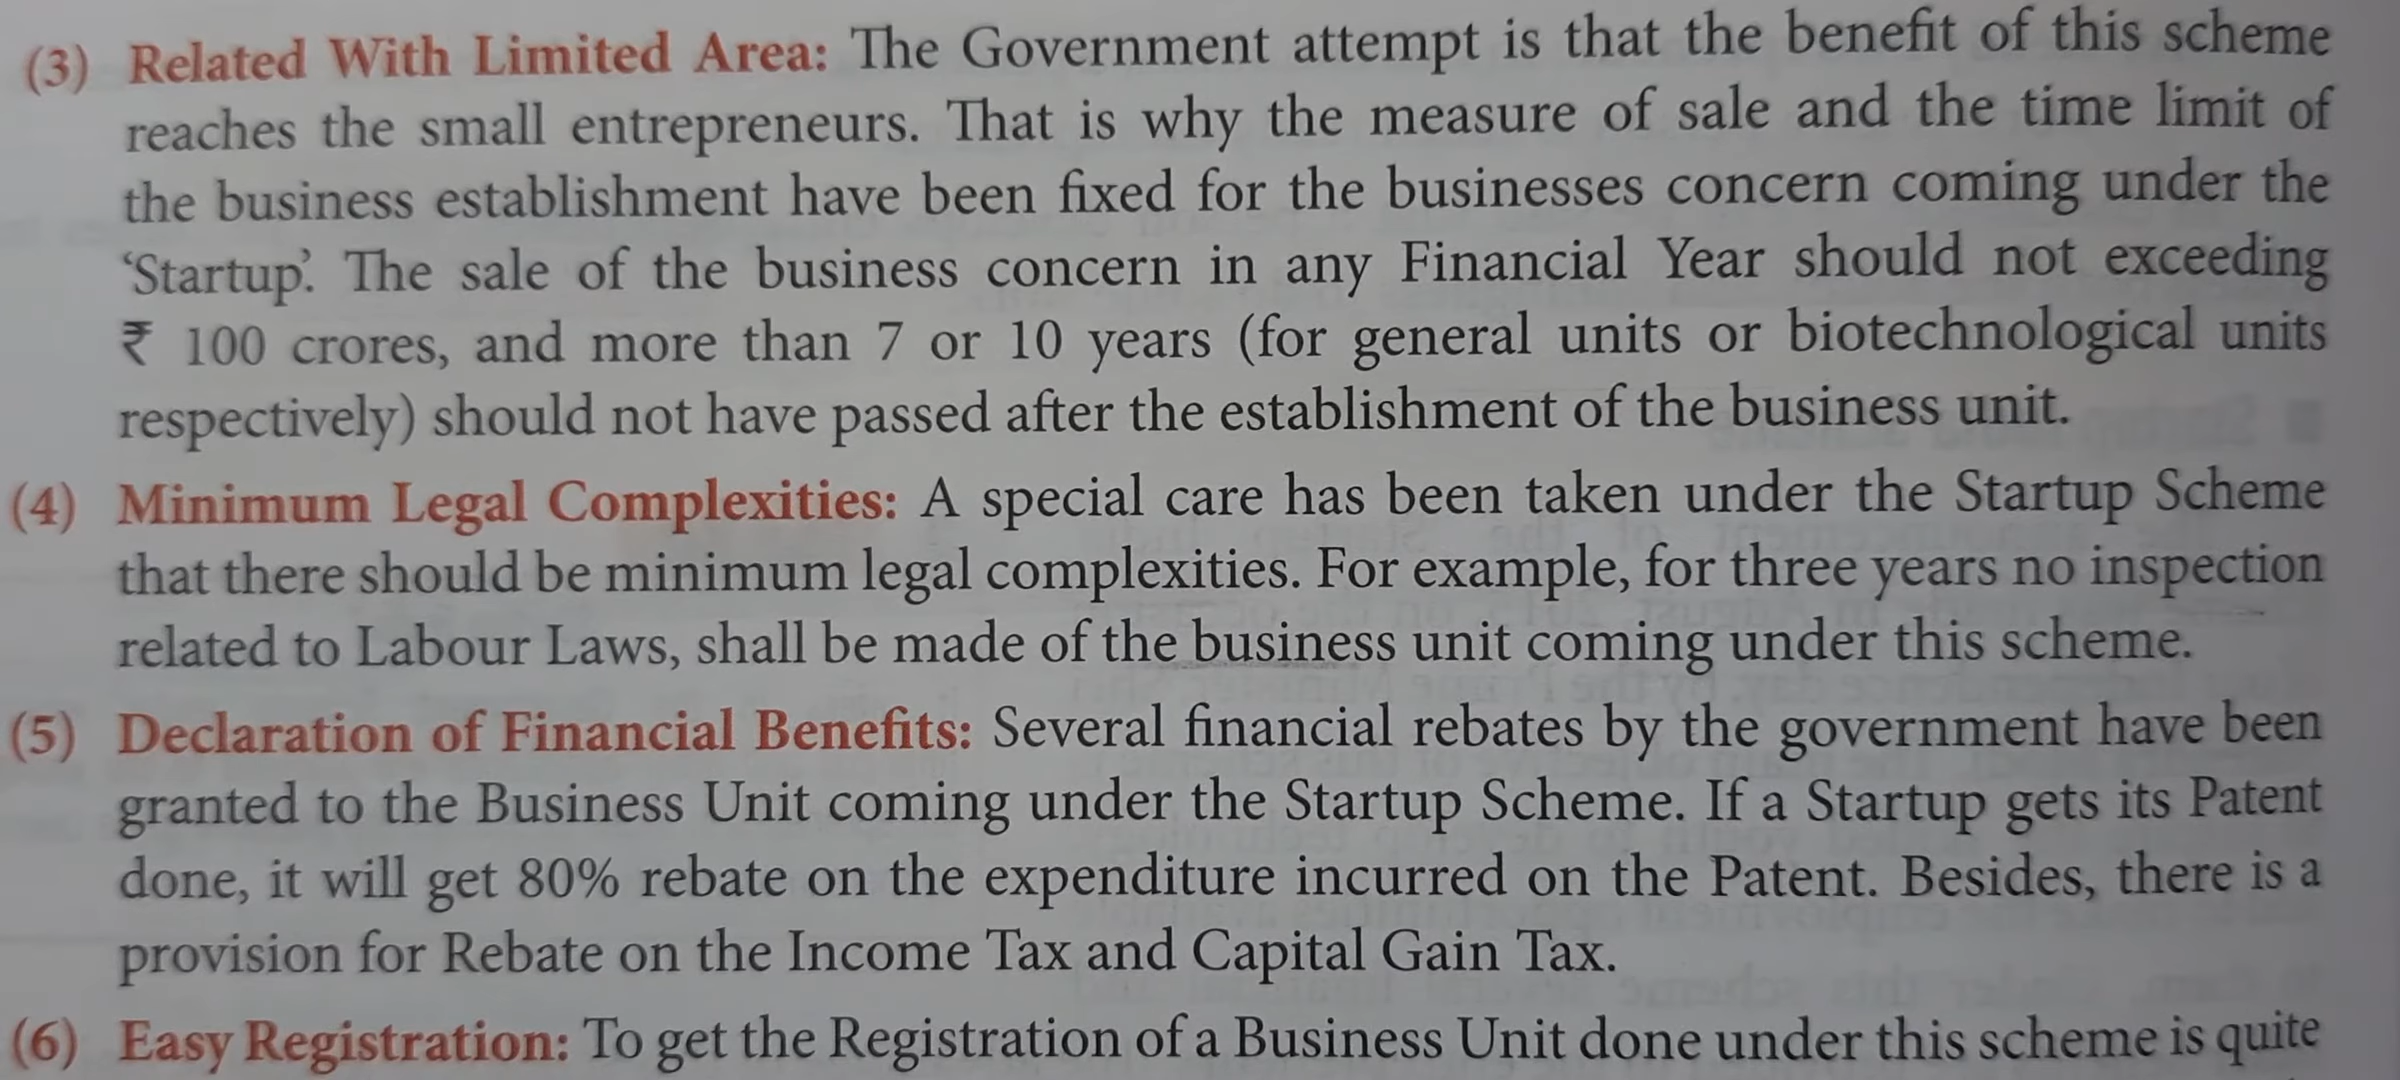 (3) Related With Limited Area: The Government attempt is that the benefit of this scheme
reaches the small entrepreneurs. That is why the measure of sale and the time limit of
the business establishment have been fixed for the businesses concern coming under the
‘Startup’. The sale of the business concern in any Financial Year should not exceeding
₹ 100 crores, and more than 7 or 10 years (for general units or biotechnological units
respectively) should not have passed after the establishment of the business unit.
(4) Minimum Legal Complexities: A special care has been taken under the Startup Scheme
that there should be minimum legal complexities. For example, for three years no inspection
related to Labour Laws, shall be made of the business unit coming under this scheme.
(5) Declaration of Financial Benefits: Several financial rebates by the government have been
granted to the Business Unit coming under the Startup Scheme. If a Startup gets its Patent
done, it will get 80% rebate on the expenditure incurred on the Patent. Besides, there is a
provision for Rebate on the Income Tax and Capital Gain Tax.
(6) Easy Registration: To get the Registration of a Business Unit done under this scheme is quite